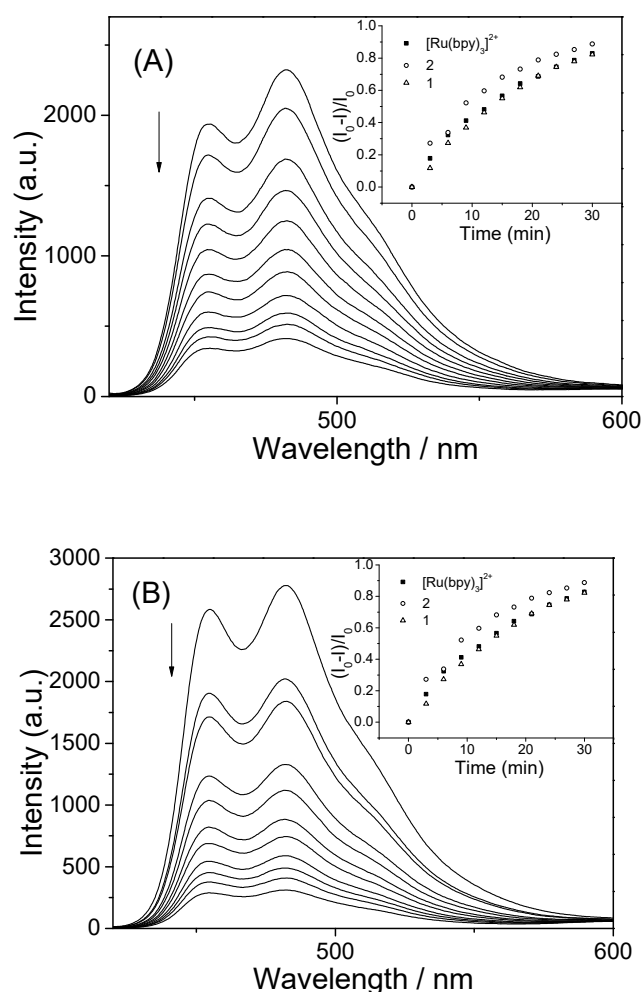 (A)
[Ru(bpy)3]2+
2
1
(I0-I)/I0
0.8
0.6
0.4
0.2
0.0
0 10 20 30
Time (min)
Intensity (a.u.)
2000
1000
0
500 600
Wavelength / nm
(B)
[Ru(bpy)3]2+
2
1
(I0-I)/I0
1.0
0.8
0.6
0.4
0.2
0.0
0 10 20 30
Time (min)
Intensity (a.u.)
3000
2500
2000
1500
1000
500
0
500 600
Wavelength / nm